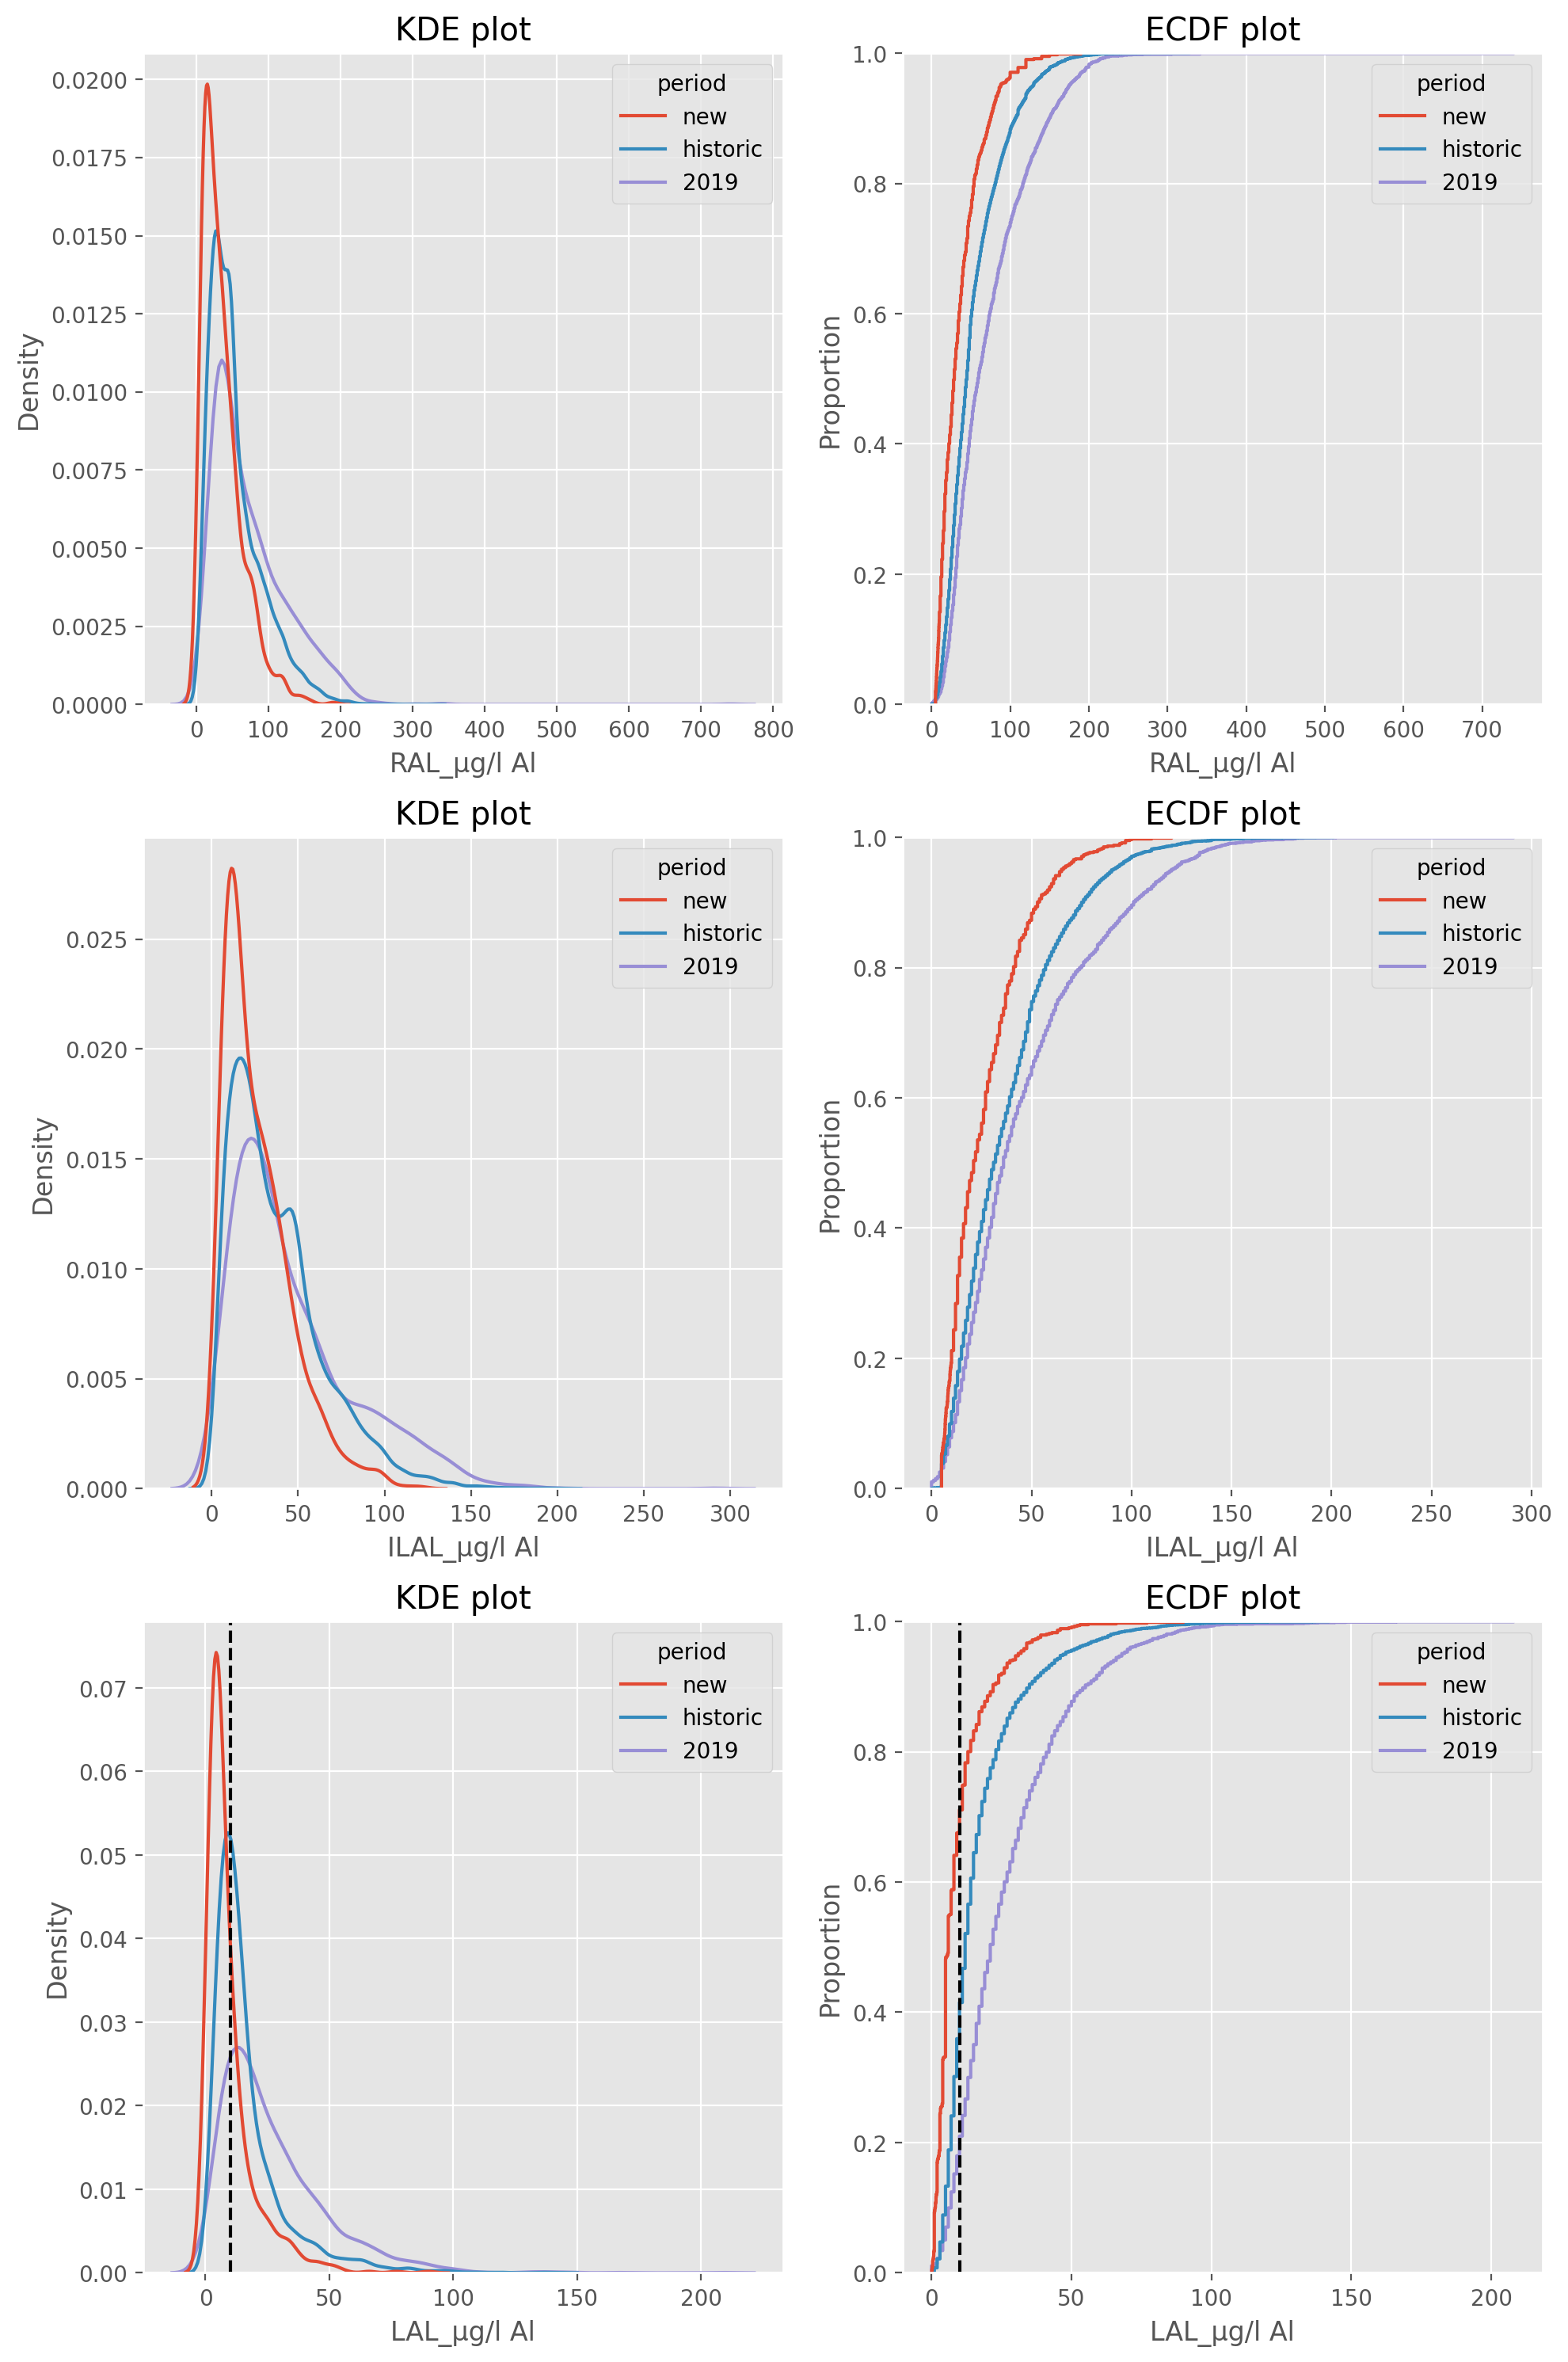 KDE plot
0.0200
0.0175
0.0150
0.0125
0.0100
0.0075
0.0050
0.0025
0.0000
Density
period
new
historic
2019
0 100 200 300 400 500 600 700 800
RAL_µg/l Al
ECDF plot
1.0
0.8
0.6
0.4
0.2
0.0
Proportion
period
new
historic
2019
0 100 200 300 400 500 600 700
RAL_µg/l Al
KDE plot
0.025
0.020
0.015
0.010
0.005
0.000
Density
period
new
historic
2019
0 50 100 150 200 250 300
ILAL_µg/l Al
ECDF plot
1.0
0.8
0.6
0.4
0.2
0.0
Proportion
period
new
historic
2019
0 50 100 150 200 250 300
ILAL_µg/l Al
KDE plot
0.07
0.06
0.05
0.04
0.03
0.02
0.01
0.00
Density
period
new
historic
2019
0 50 100 150 200
LAL_µg/l Al
ECDF plot
1.0
0.8
0.6
0.4
0.2
0.0
Proportion
period
new
historic
2019
0 50 100 150 200
LAL_µg/l Al